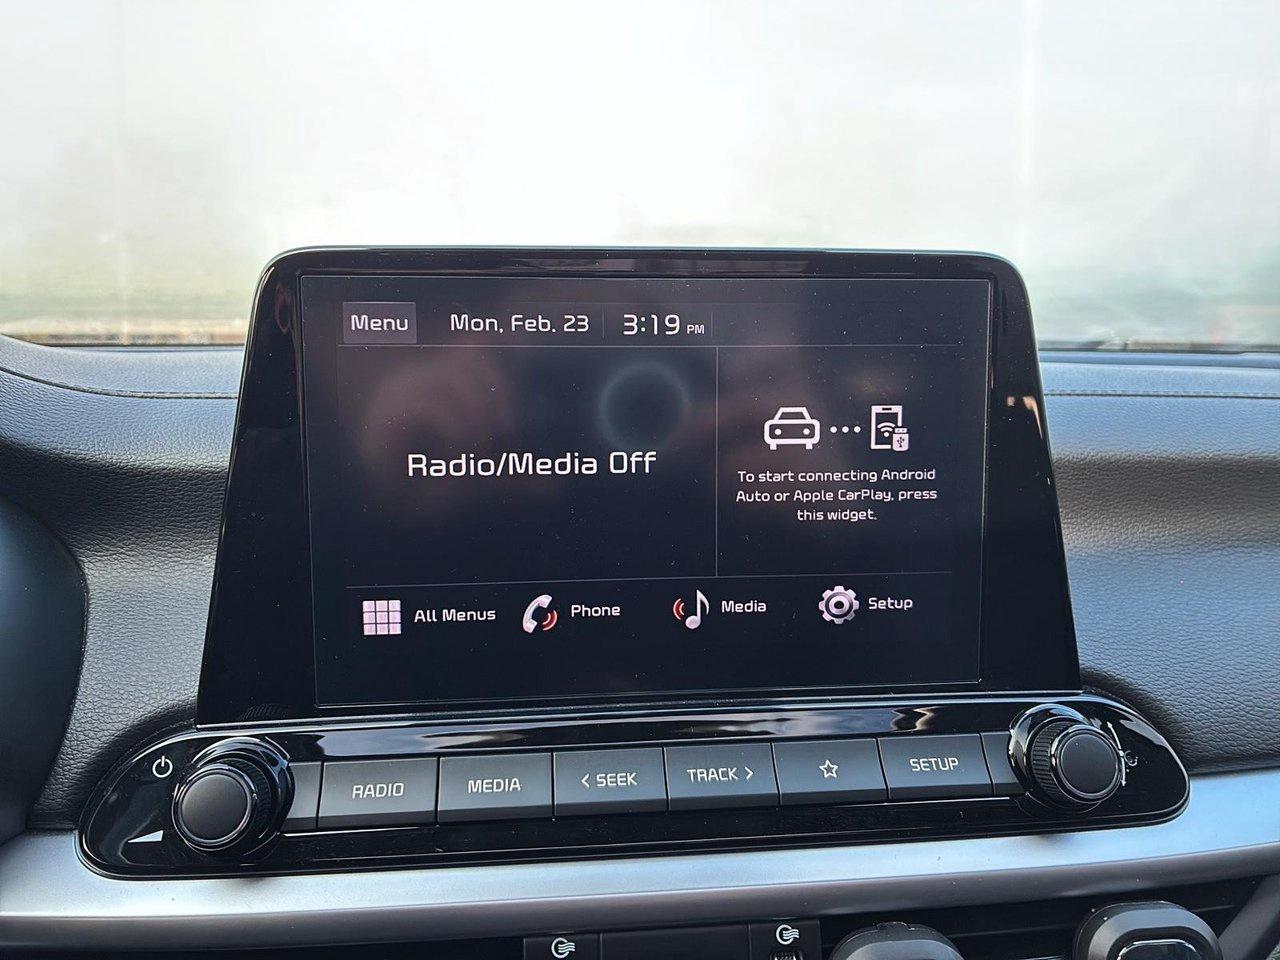 Menu
Mon, Feb. 23
3:19 PM
Radio/Media Off
To start connecting Android
Auto or Apple CarPlay, press
this widget.
All Menus
Phone
Media
Setup
RADIO
MEDIA
< SEEK
TRACK >
SETUP